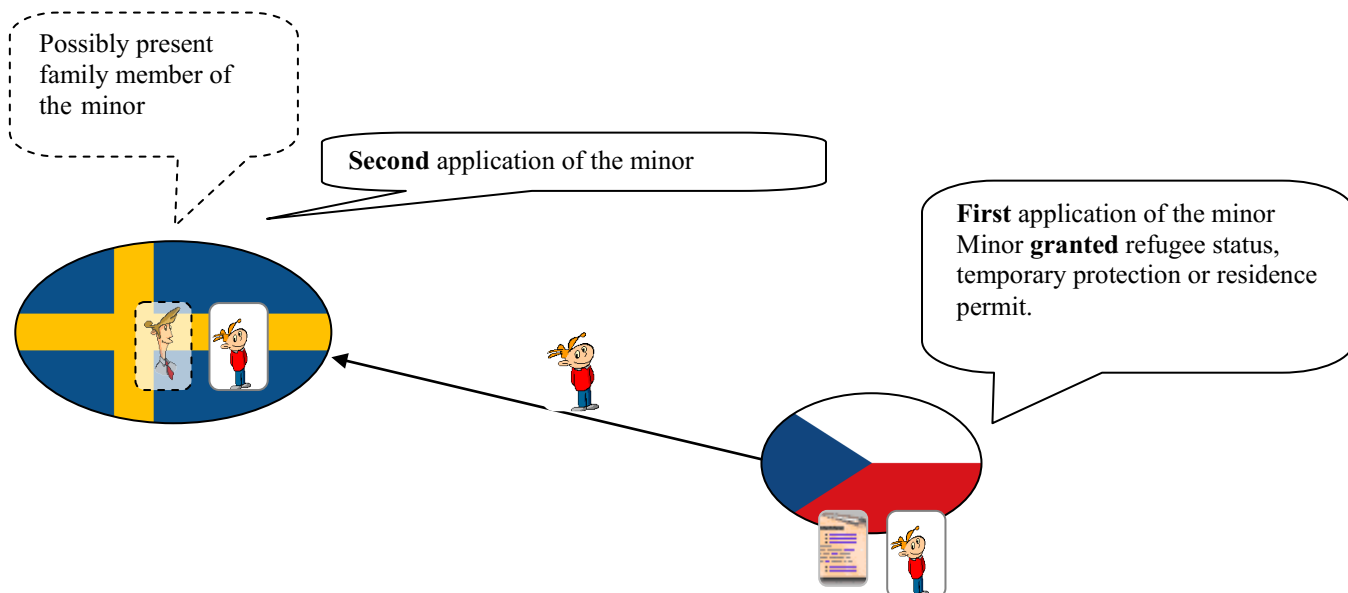 Possibly present
family member of
the minor
Second application of the minor
First application of the minor
Minor granted refugee status,
temporary protection or residence
permit.